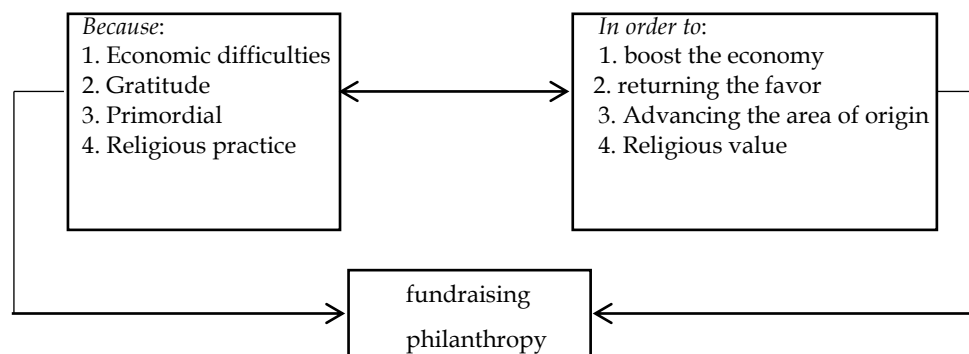 Because:
1. Economic difficulties
2. Gratitude
3. Primordial
4. Religious practice
In order to:
1. boost the economy
2. returning the favor
3. Advancing the area of origin
4. Religious value
fundraising
philanthropy